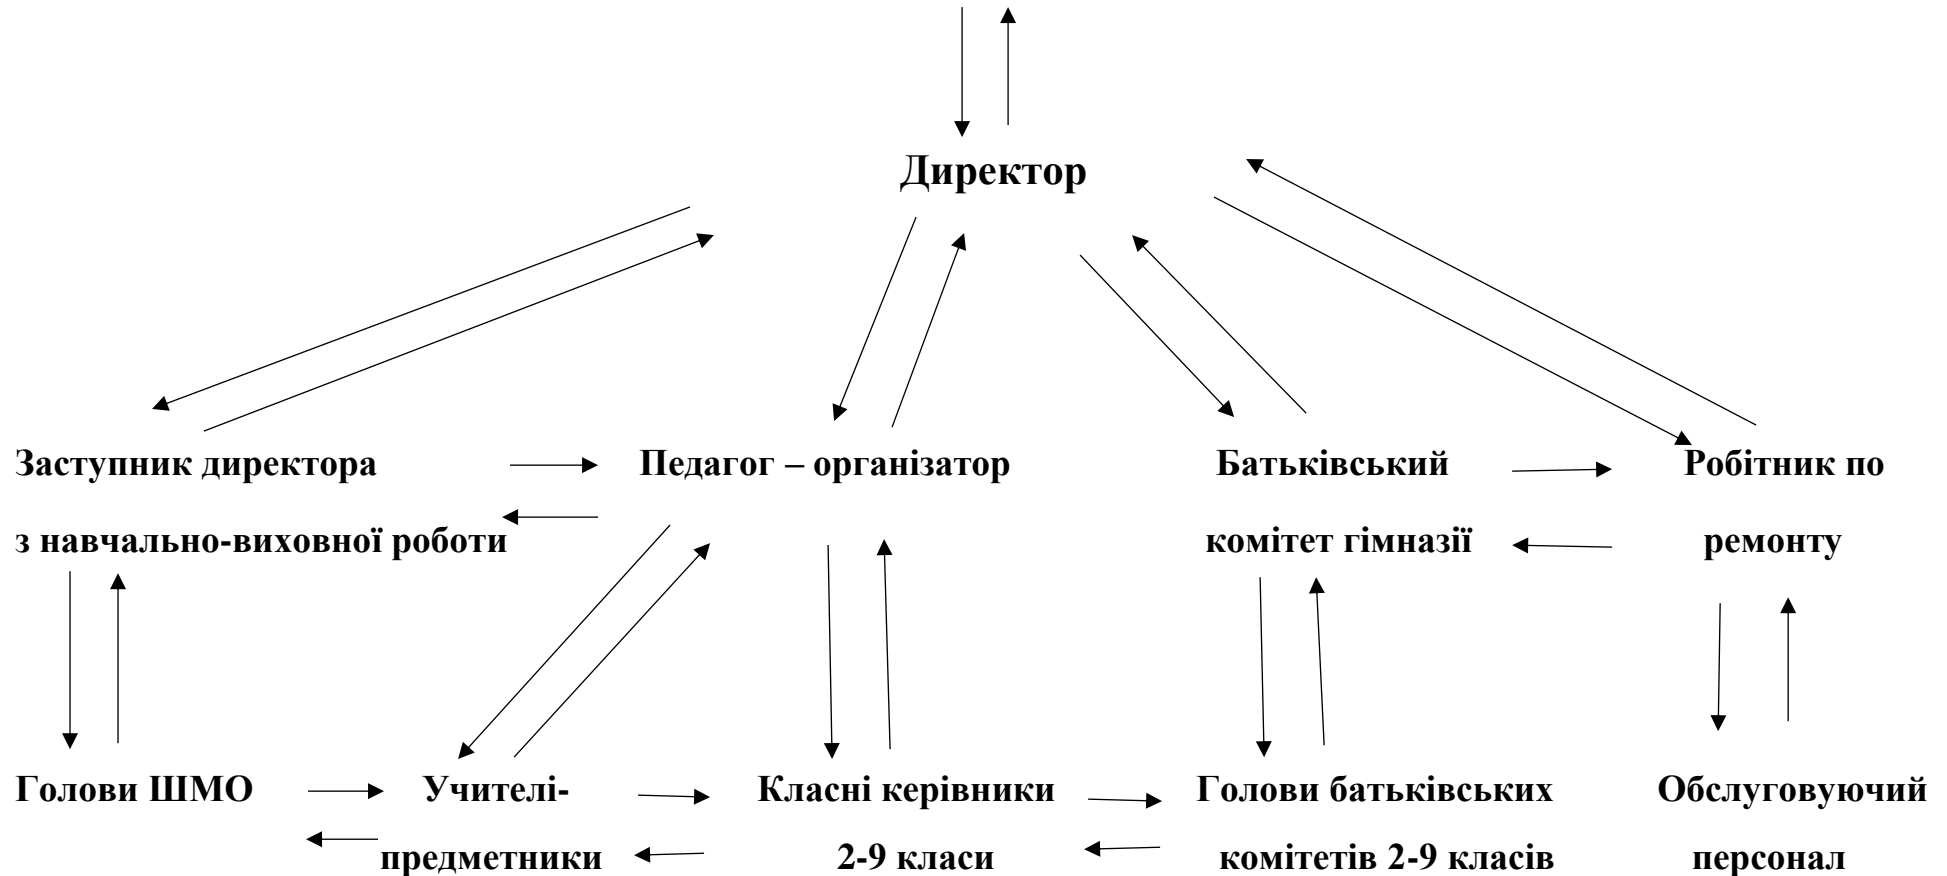 Директор
Заступник директора
з навчально-виховної роботи
Педагог – організатор
Батьківський
комітет гімназії
Робітник по
ремонту
Голови ШМО
Учителі-
предметники
Класні керівники
2-9 класи
Голови батьківських
комітетів 2-9 класів
Обслуговуючий
персонал